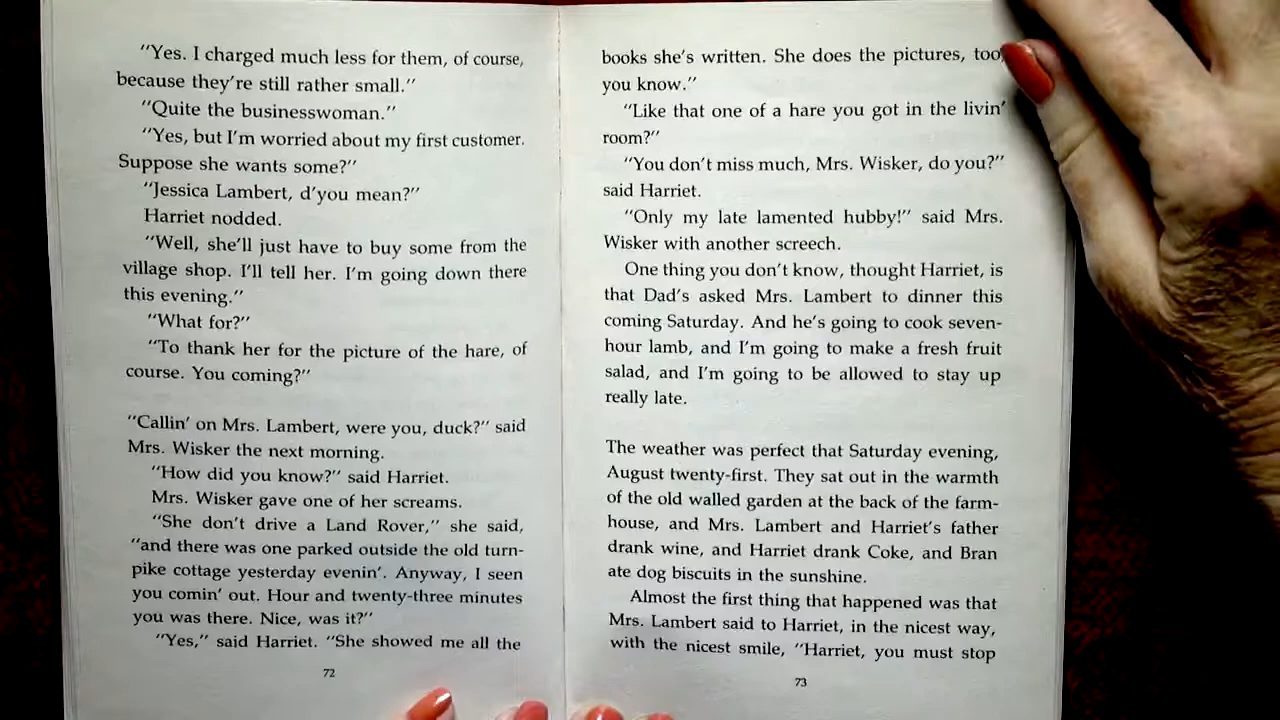 "Yes. I charged much less for them, of course,
because they're still rather small."
"Quite the businesswoman."
"Yes, but I'm worried about my first customer.
Suppose she wants some?"
"Jessica Lambert, d'you mean?"
Harriet nodded.
"Well, she'll just have to buy some from the
village shop. I'll tell her. I'm going down there
this evening."
"What for?"
"To thank her for the picture of the hare, of
course. You coming?"
"Callin' on Mrs. Lambert, were you, duck?" said
Mrs. Wisker the next morning.
"How did you know?" said Harriet.
Mrs. Wisker gave one of her screams.
"She don't drive a Land Rover," she said,
"and there was one parked outside the old turn-
pike cottage yesterday evenin'. Anyway, I seen
you comin' out. Hour and twenty-three minutes
you was there. Nice, was it?"
"Yes," said Harriet. "She showed me all the
72
books she's written. She does the pictures, too,
you know."
"Like that one of a hare you got in the livin'
room?"
"You don't miss much, Mrs. Wisker, do you?"
said Harriet.
"Only my late lamented hubby!" said Mrs.
Wisker with another screech.
One thing you don't know, thought Harriet, is
that Dad's asked Mrs. Lambert to dinner this
coming Saturday. And he's going to cook seven-
hour lamb, and I'm going to make a fresh fruit
salad, and I'm going to be allowed to stay up
really late.
The weather was perfect that Saturday evening,
August twenty-first. They sat out in the warmth
of the old walled garden at the back of the farm-
house, and Mrs. Lambert and Harriet's father
drank wine, and Harriet drank Coke, and Bran
ate dog biscuits in the sunshine.
Almost the first thing that happened was that
Mrs. Lambert said to Harriet, in the nicest way,
with the nicest smile, "Harriet, you must stop
73